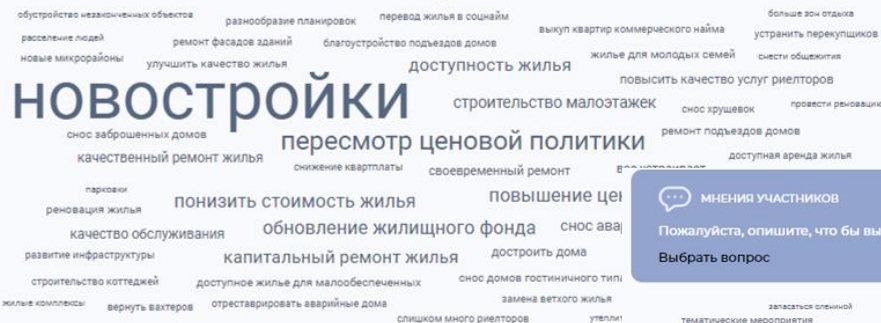 обустройство незаконченных объектов
разнообразие планировок
перевод жилья в соцнайм
больше зон отдыха
выкуп квартир коммерческого найма
устранить перекупщиков
расселение людей
ремонт фасадов зданий
благоустройство подъездов домов
новые микрорайоны
улучшить качество жилья
доступность жилья
жилье для молодых семей
снести общежития
повысить качество услуг риелторов
новостройки
строительство малоэтажек
снос хрущевок
провести реновацию
снос заброшенных домов
пересмотр ценовой политики
ремонт подъездов домов
качественный ремонт жилья
снижение квартплаты
своевременный ремонт
все устраивает
доступная аренда жилья
парковки
реновация жилья
понизить стоимость жилья
повышение
МНЕНИЯ УЧАСТНИКОВ
качество обслуживания
обновление жилищного фонда
снос
Пожалуйста, опишите, что бы вы
развитие инфраструктуры
капитальный ремонт жилья
достроить дома
Выбрать вопрос
строительство коттеджей
доступное жилье для малообеспеченных
снос домов гостиничного типа
жилые комплексы
вернуть вахтеров
отреставрировать аварийные дома
замена ветхого жилья
слишком много риелторов
тематические мероприятия